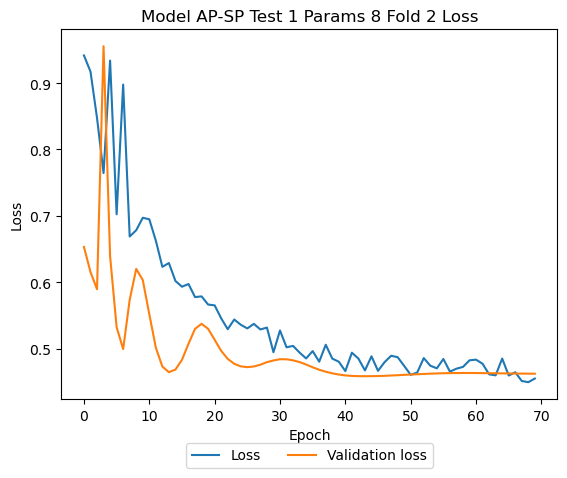 Model AP-SP Test 1 Params 8 Fold 2 Loss
0.9
0.8
0.7
0.6
0.5
Loss
0 10 20 30 40 50 60 70
Epoch
Loss Validation loss